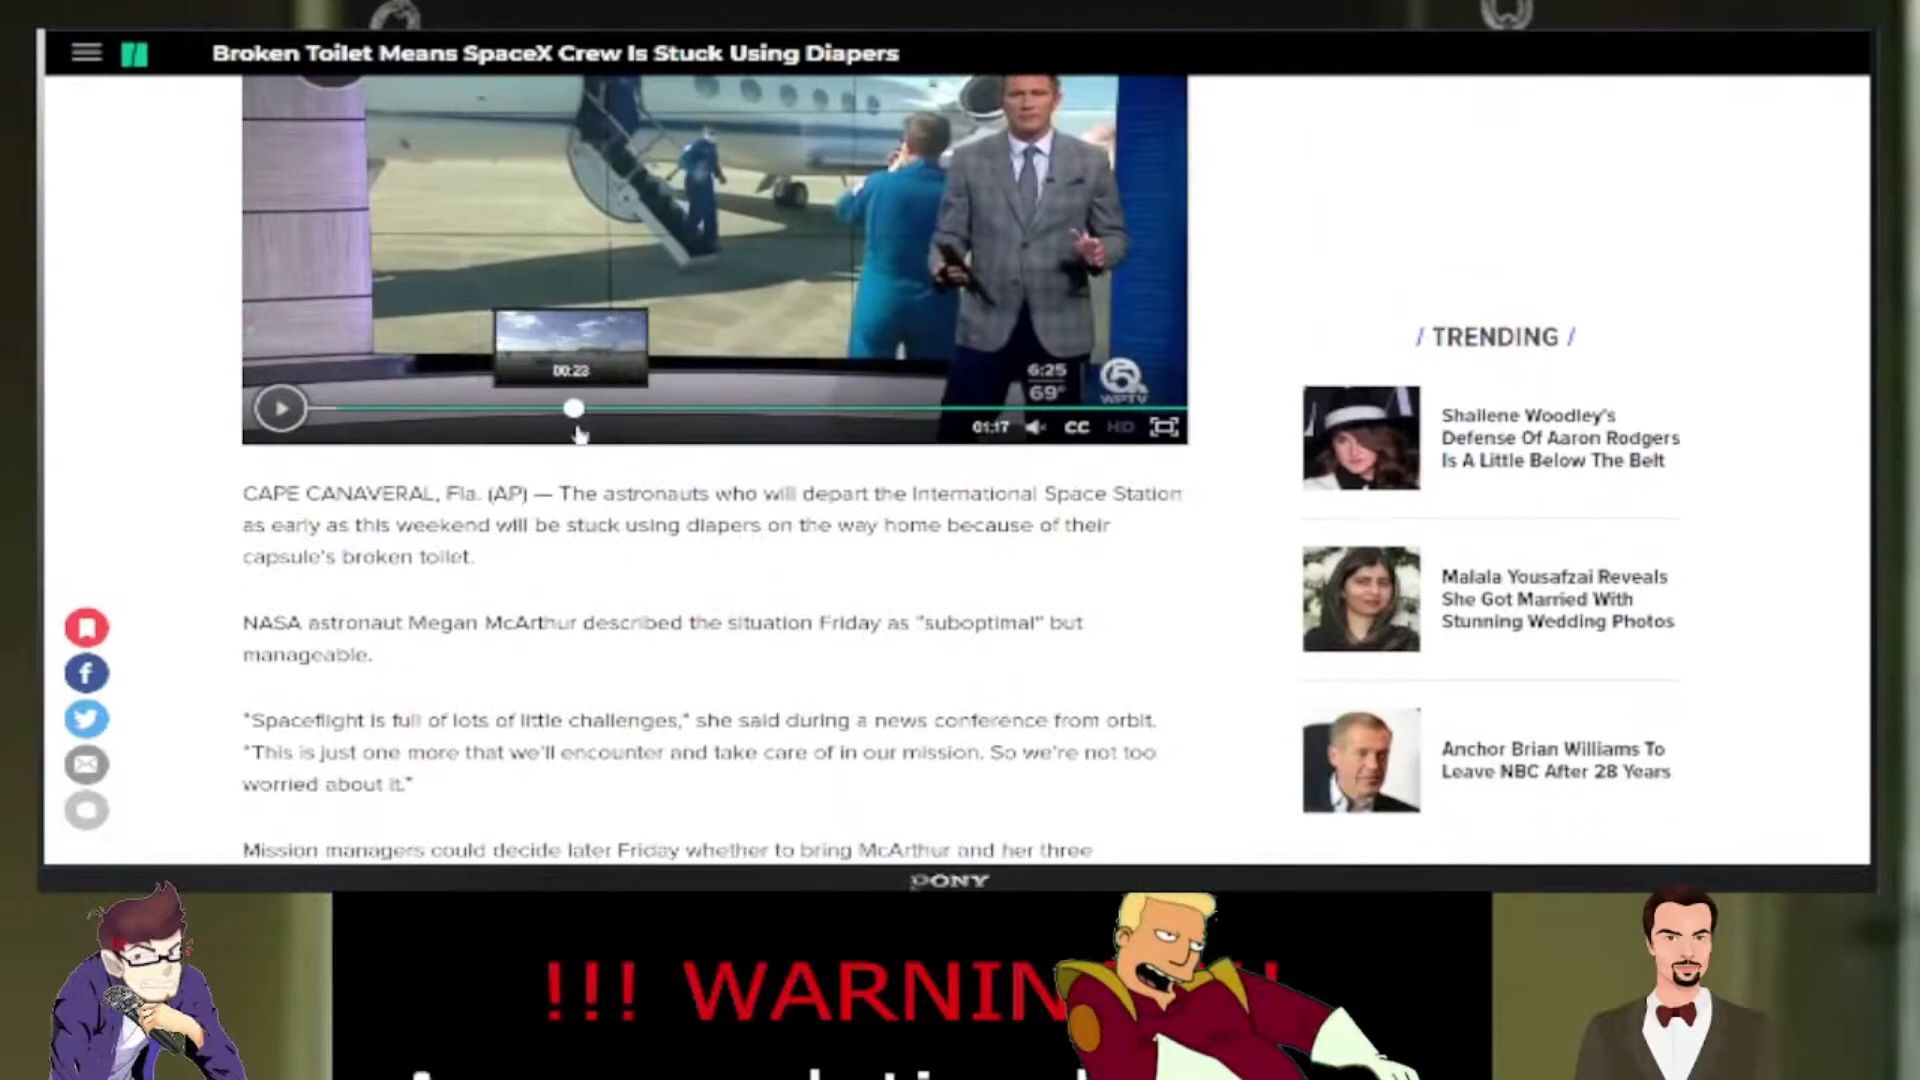 Broken Toilet Means SpaceX Crew Is Stuck Using Diapers
00:23
6:25
69°
5
WPTV
01:17
CC
HD
CAPE CANAVERAL, Fla. (AP) — The astronauts who will depart the International Space Station
as early as this weekend will be stuck using diapers on the way home because of their
capsule's broken toilet.
NASA astronaut Megan McArthur described the situation Friday as "suboptimal" but
manageable.
"Spaceflight is full of lots of little challenges," she said during a news conference from orbit.
"This is just one more that we'll encounter and take care of in our mission. So we're not too
worried about it."
Mission managers could decide later Friday whether to bring McArthur and her three
/ TRENDING /
Shailene Woodley's
Defense Of Aaron Rodgers
Is A Little Below The Belt
Malala Yousafzai Reveals
She Got Married With
Stunning Wedding Photos
Anchor Brian Williams To
Leave NBC After 28 Years
PONY
!!! WARNIN